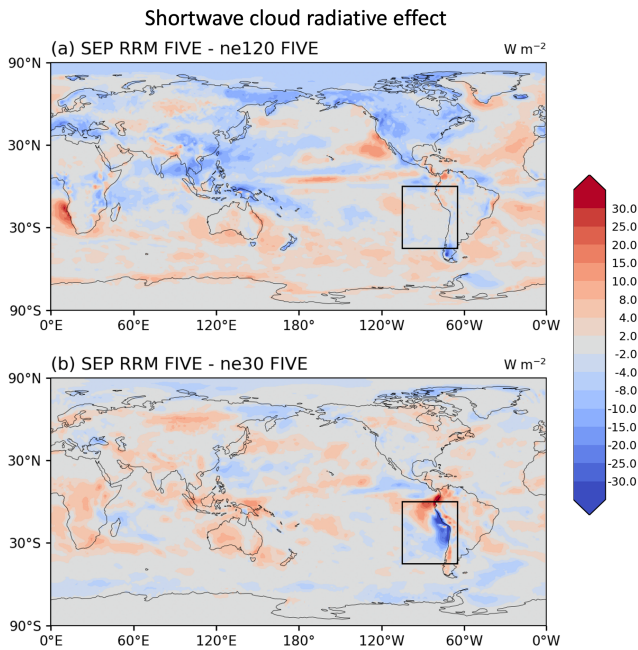 Shortwave cloud radiative effect
(a) SEP RRM FIVE - ne120 FIVE W m⁻²
90°N
30°N
30°S
90°S
0°E 60°E 120°E 180°E 120°W 60°W 0°W
30.0
25.0
20.0
15.0
10.0
8.0
4.0
2.0
-2.0
-4.0
-8.0
-10.0
-15.0
-20.0
-25.0
-30.0
(b) SEP RRM FIVE - ne30 FIVE W m⁻²
90°N
30°N
30°S
90°S
0°E 60°E 120°E 180°E 120°W 60°W 0°W